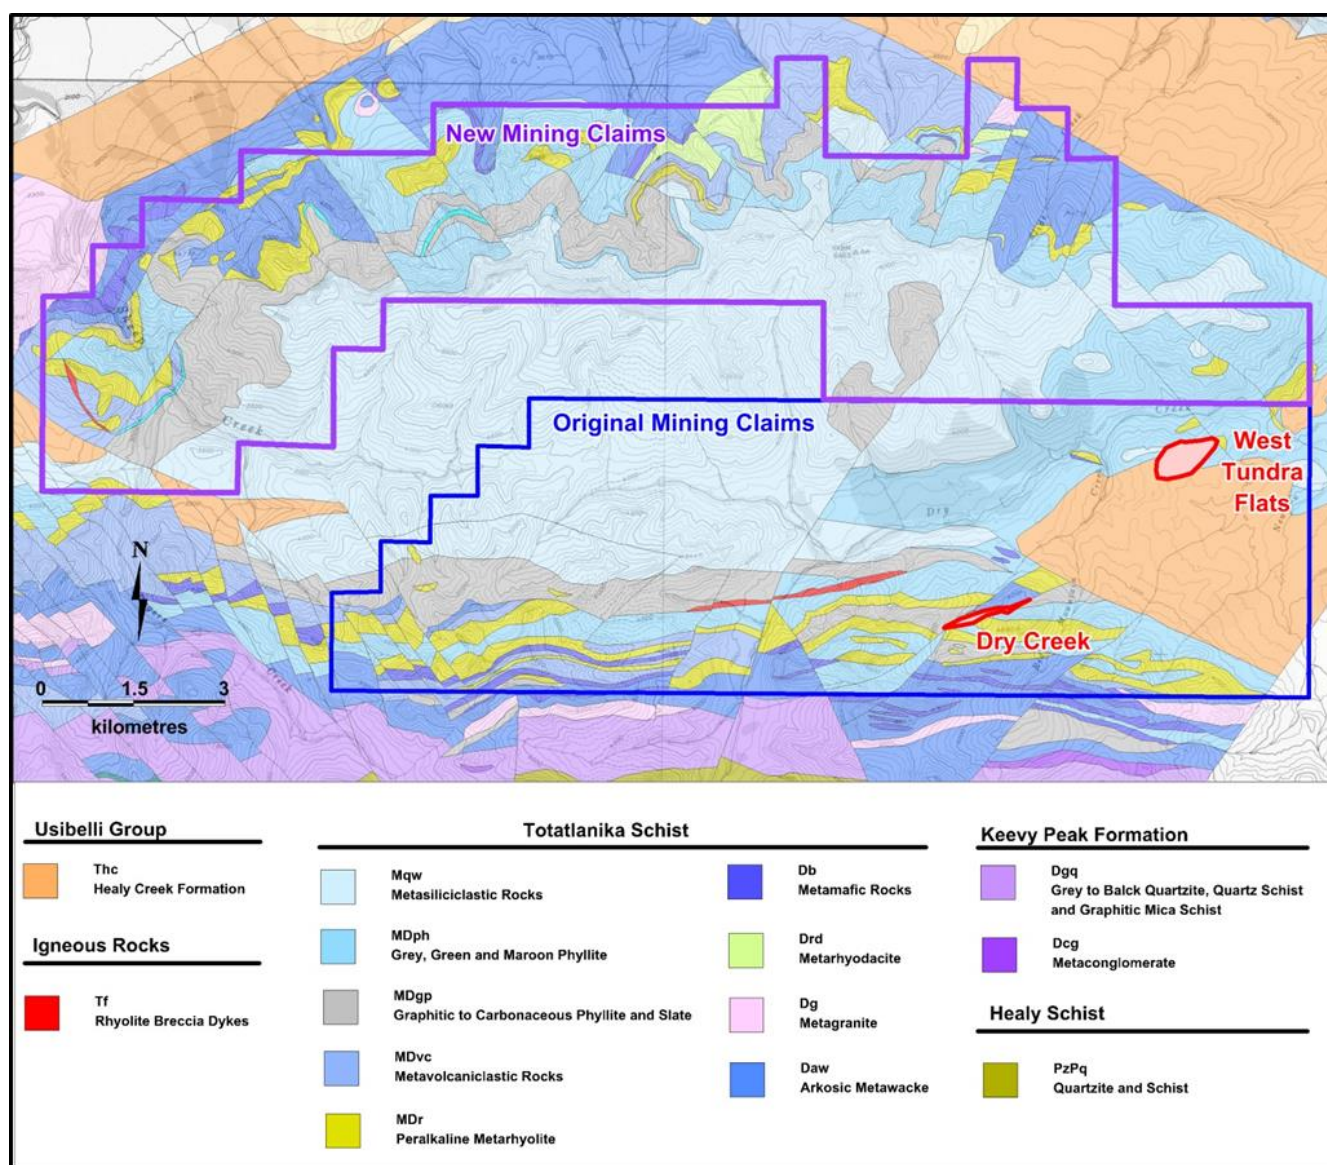 New Mining Claims
Original Mining Claims
Creek
Creek
West
Tundra
Flats
Dry
N
Dry Creek
Creek
0 1.5 3
kilometres
Usibelli Group
Thc
Healy Creek Formation
Igneous Rocks
Tf
Rhyolite Breccia Dykes
Totatlanika Schist
Mqw
Metasiliciclastic Rocks
MDph
Grey, Green and Maroon Phyllite
MDgp
Graphitic to Carbonaceous Phyllite and Slate
MDvc
Metavolcaniclastic Rocks
MDr
Peralkaline Metarhyolite
Db
Metamafic Rocks
Drd
Metarhyodacite
Dg
Metagranite
Daw
Arkosic Metawacke
Keevy Peak Formation
Dgq
Grey to Balck Quartzite, Quartz Schist
and Graphitic Mica Schist
Dcg
Metaconglomerate
Healy Schist
PzPq
Quartzite and Schist